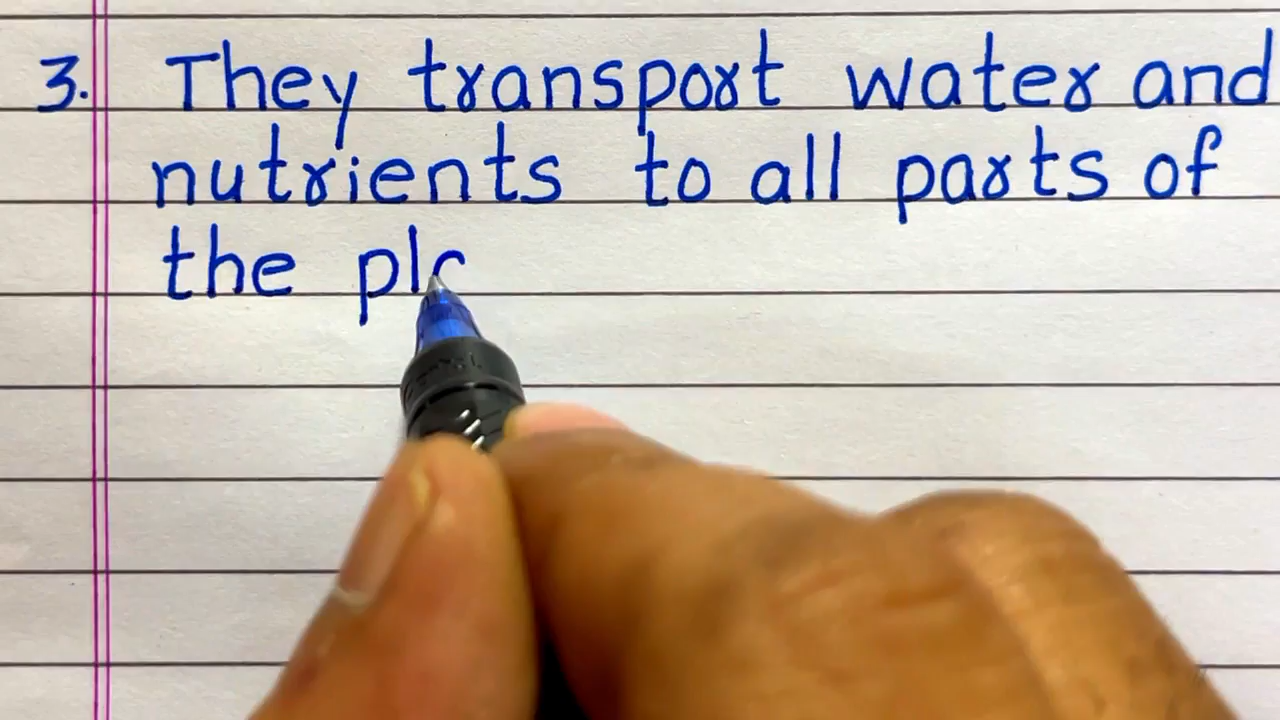 3. They transport water and
nutrients to all parts of
the pl